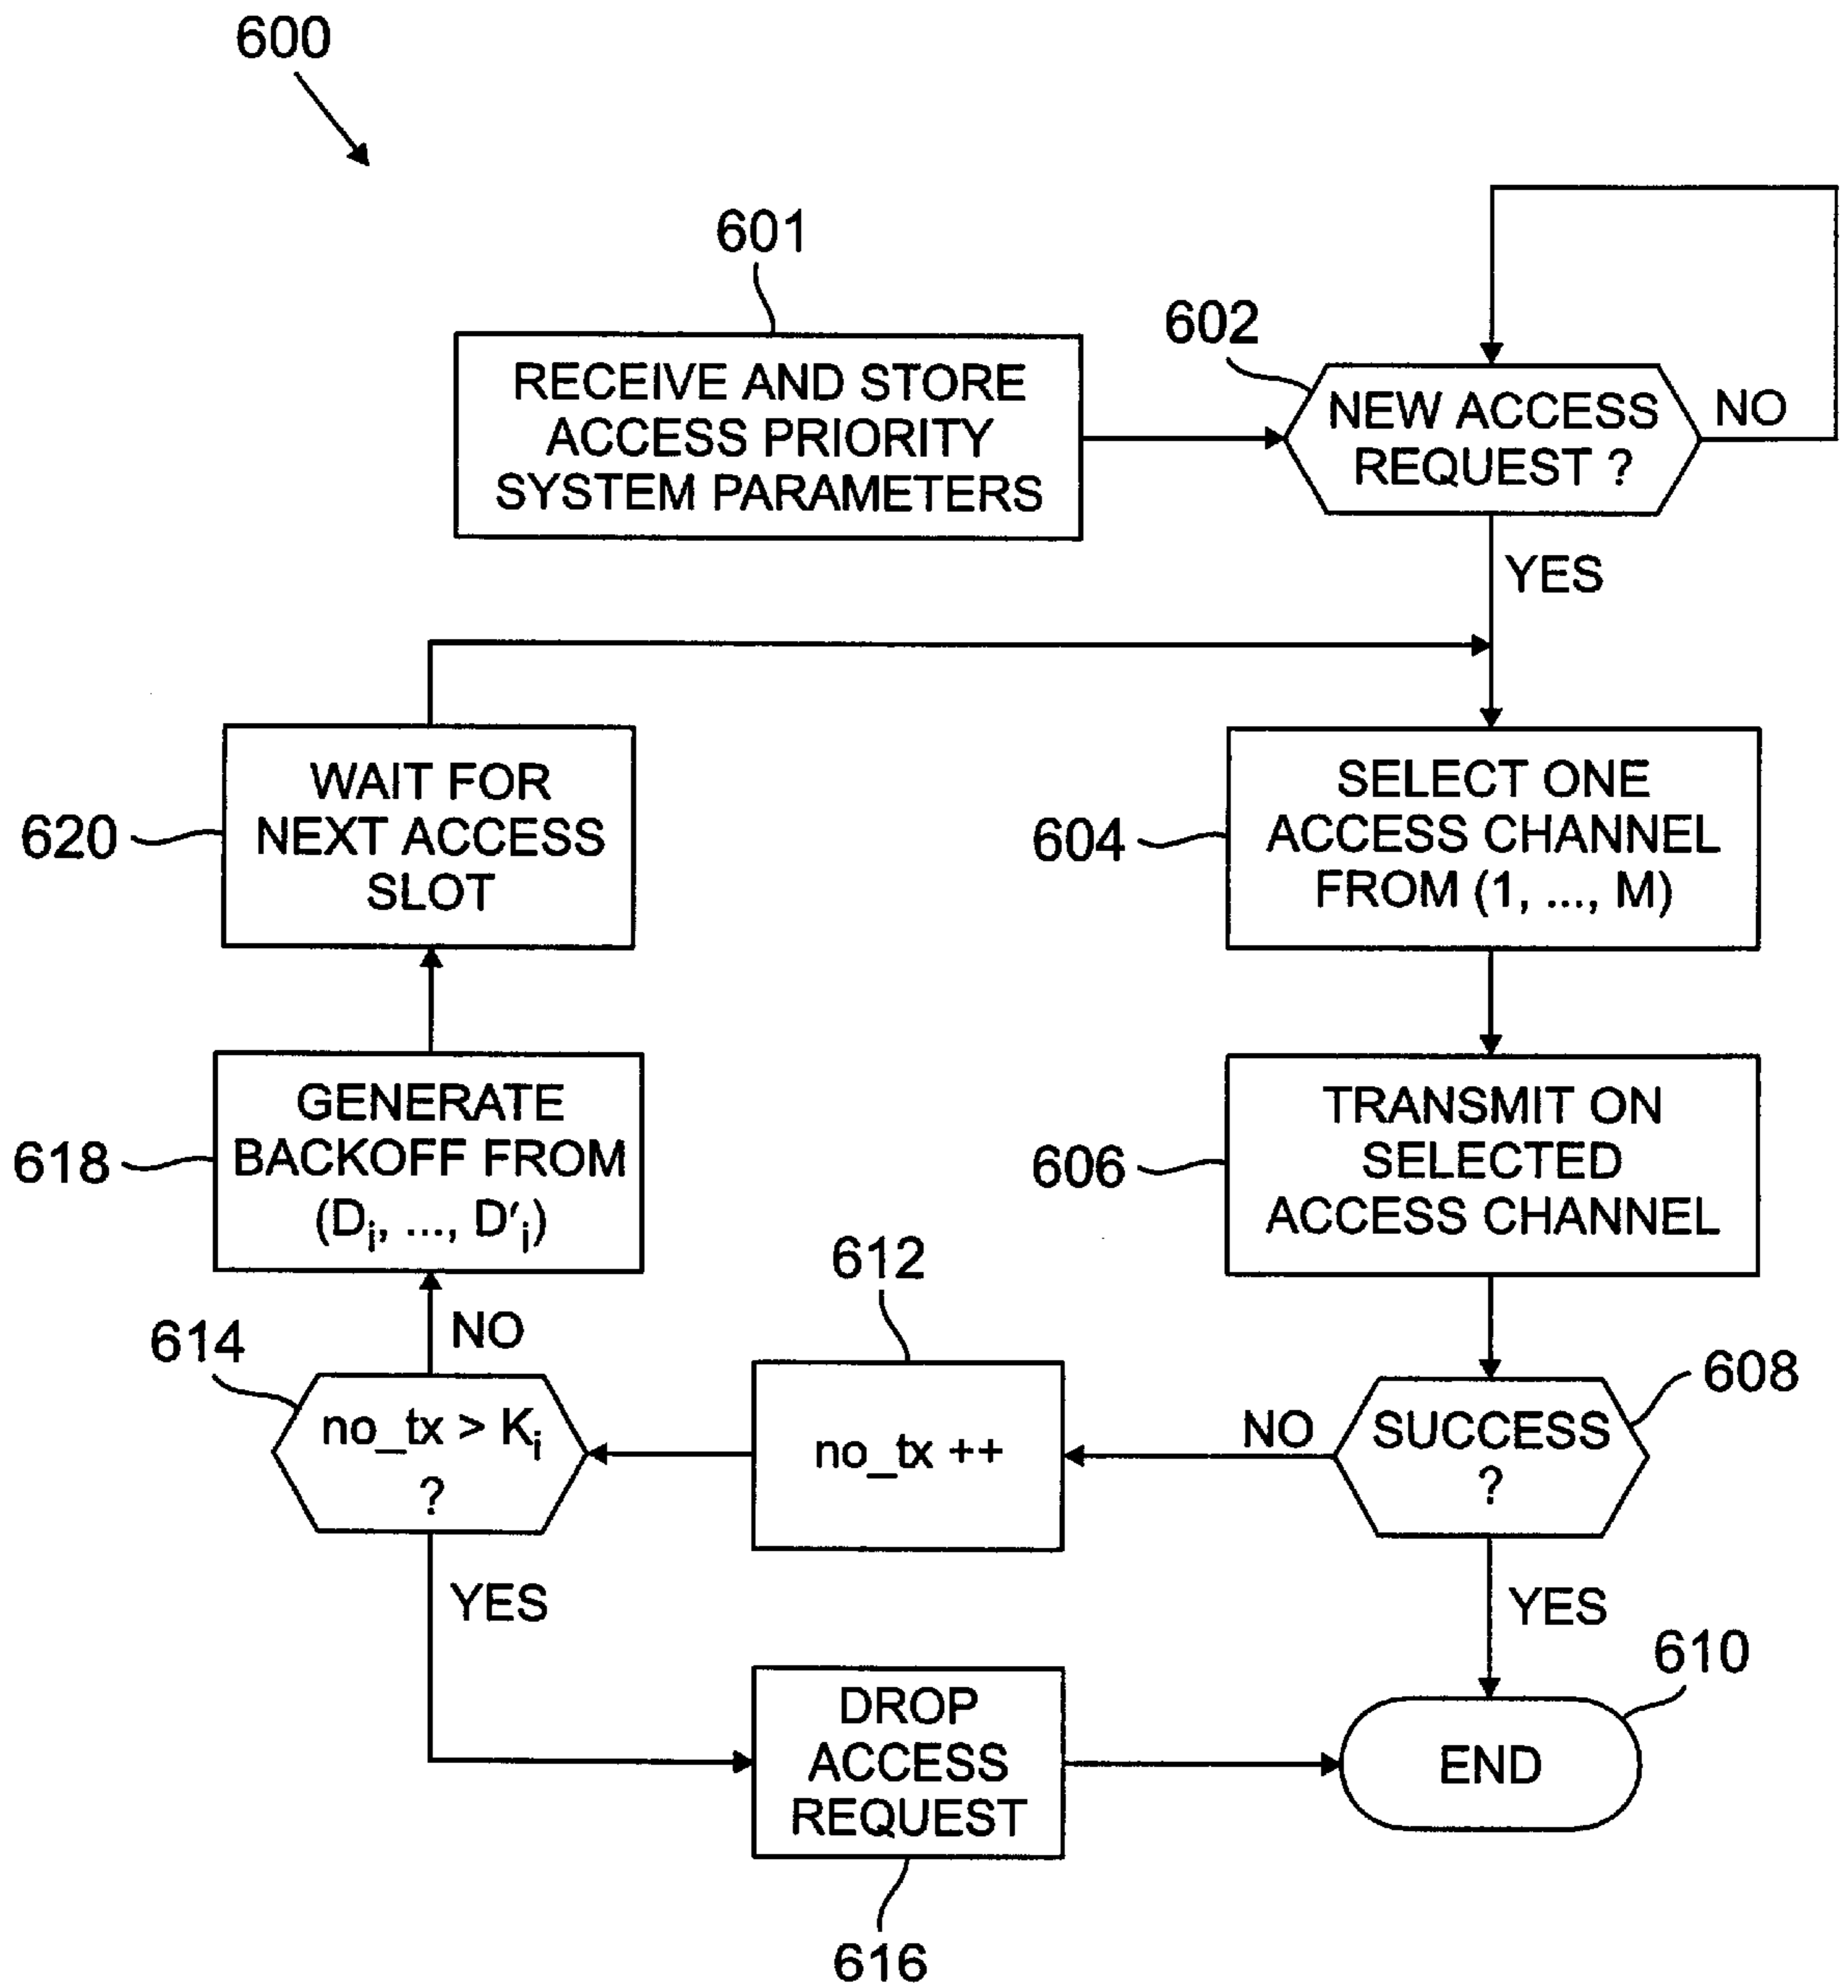 600
601
RECEIVE AND STORE
ACCESS PRIORITY
SYSTEM PARAMETERS
602
NEW ACCESS
REQUEST ?
NO
YES
620
WAIT FOR
NEXT ACCESS
SLOT
604
SELECT ONE
ACCESS CHANNEL
FROM (1, ..., M)
618
GENERATE
BACKOFF FROM
(Di, ..., D′i)
606
TRANSMIT ON
SELECTED
ACCESS CHANNEL
614
NO
no_tx > Ki
?
YES
612
no_tx ++
NO
608
SUCCESS
?
YES
DROP
ACCESS
REQUEST
616
610
END